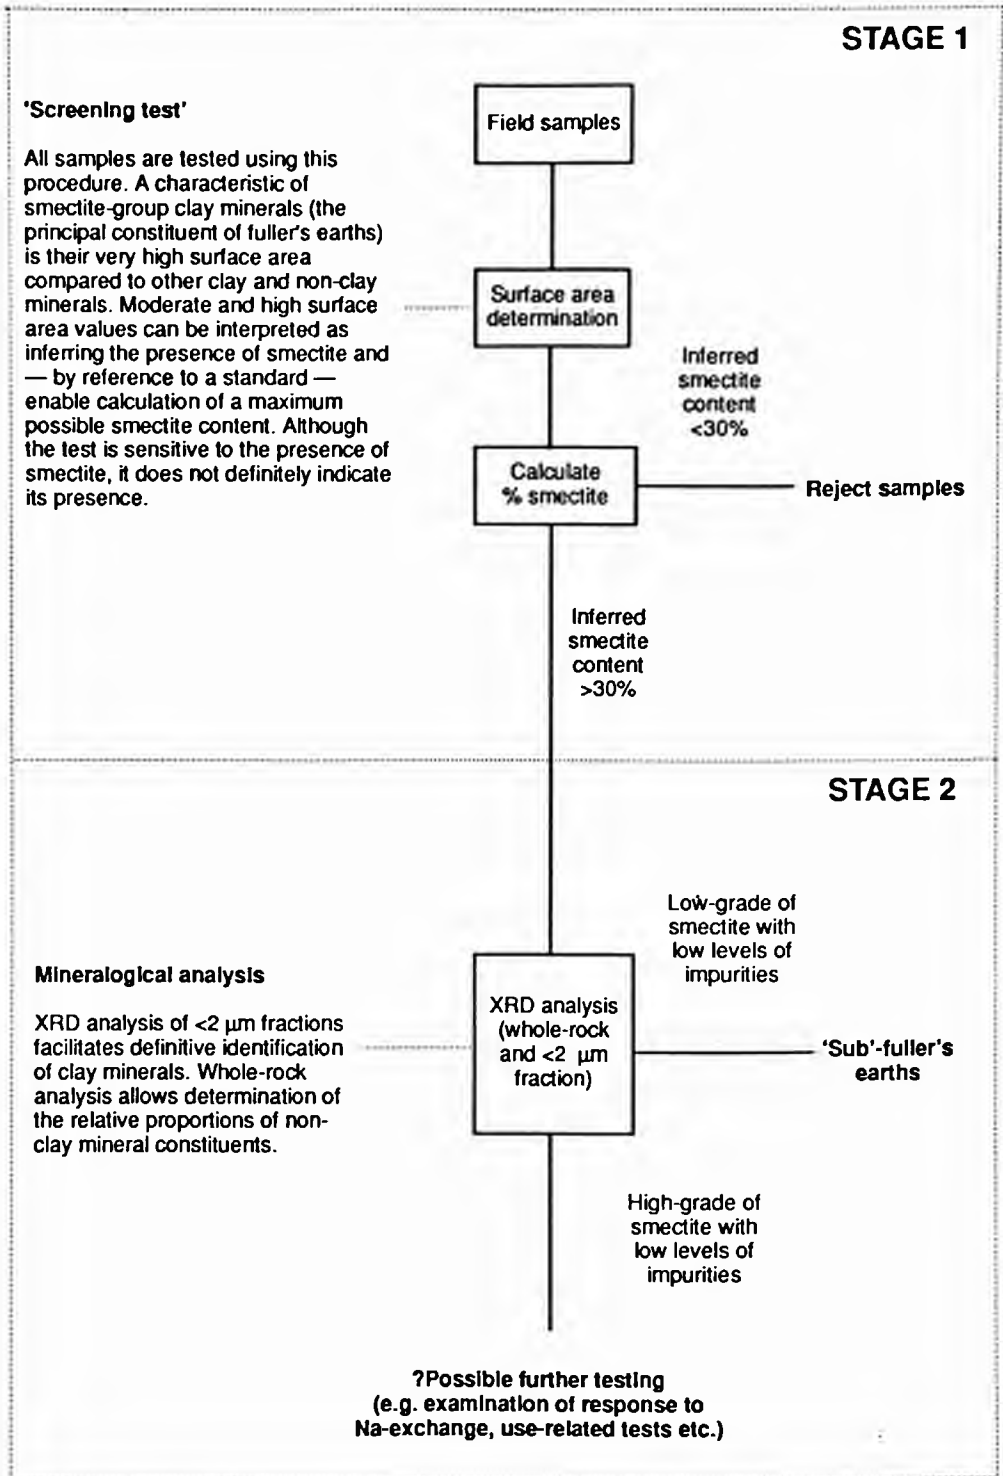 STAGE 1
'Screening test'
All samples are tested using this
procedure. A characteristic of
smectite-group clay minerals (the
principal constituent of fuller's earths)
is their very high surface area
compared to other clay and non-clay
minerals. Moderate and high surface
area values can be interpreted as
inferring the presence of smectite and
— by reference to a standard —
enable calculation of a maximum
possible smectite content. Although
the test is sensitive to the presence of
smectite, it does not definitely indicate
its presence.
Field samples
Surface area
determination
Inferred
smectite
content
<30%
Calculate
% smectite
Reject samples
Inferred
smectite
content
>30%
STAGE 2
Mineralogical analysis
XRD analysis of <2 µm fractions
facilitates definitive identification
of clay minerals. Whole-rock
analysis allows determination of
the relative proportions of non-
clay mineral constituents.
Low-grade of
smectite with
low levels of
impurities
XRD analysis
(whole-rock
and <2 µm
fraction)
'Sub'-fuller's
earths
High-grade of
smectite with
low levels of
impurities
?Possible further testing
(e.g. examination of response to
Na-exchange, use-related tests etc.)